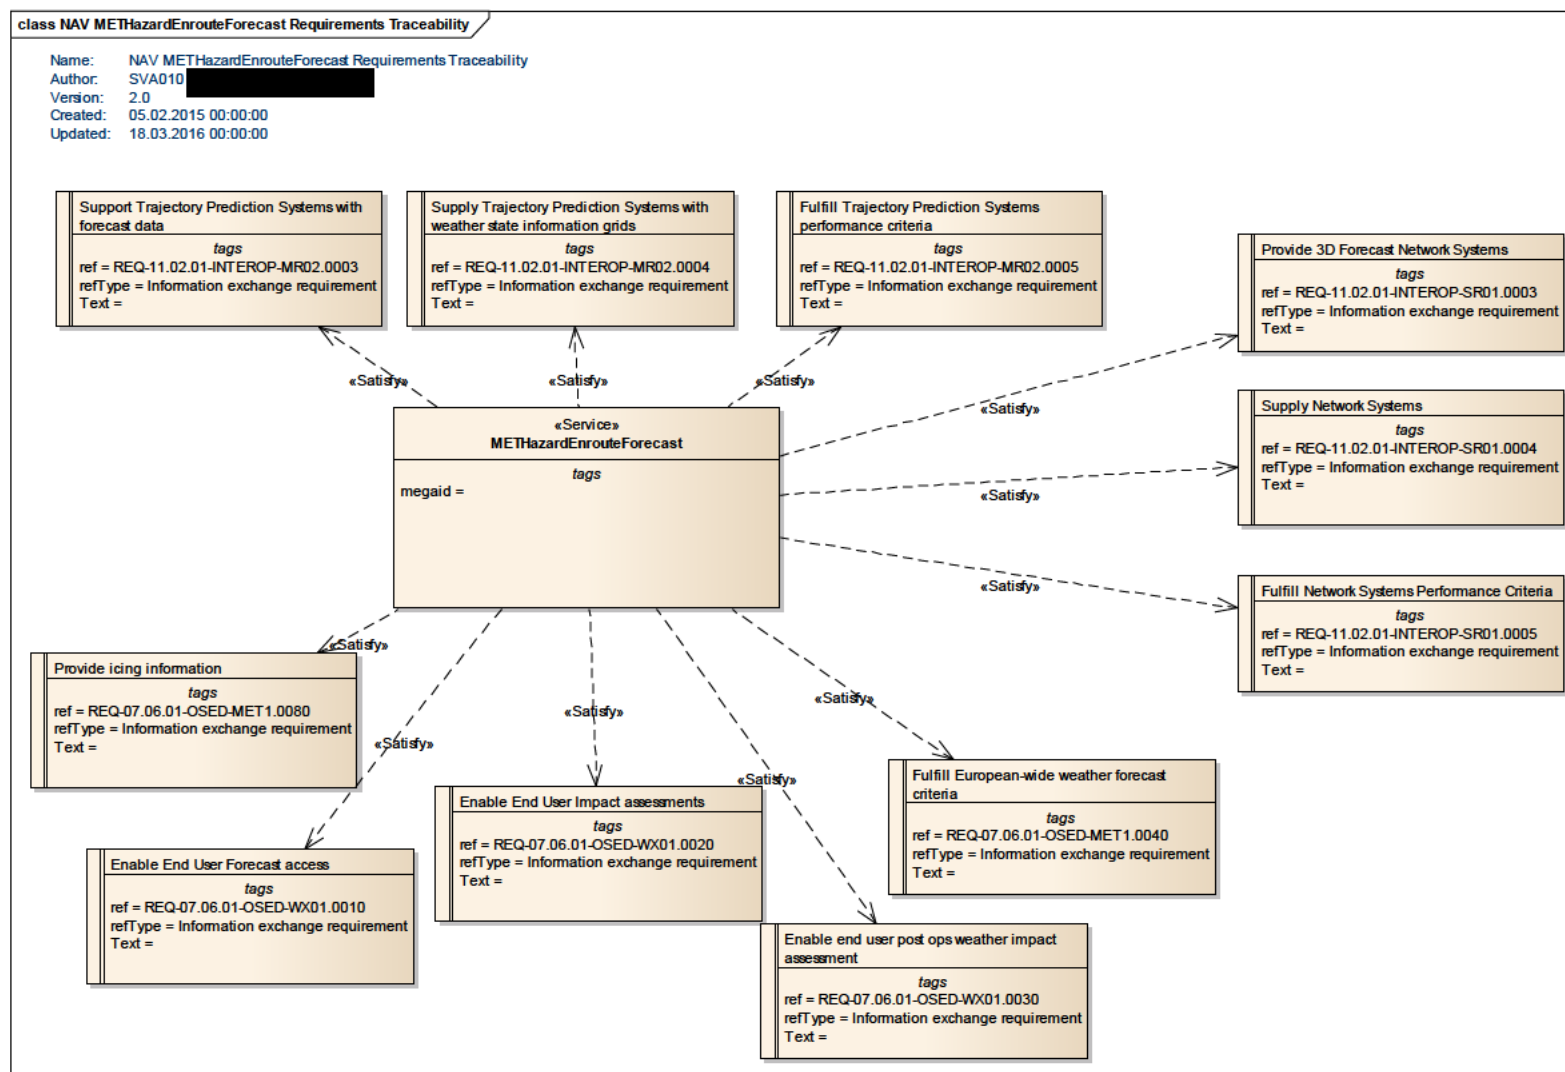 class NAV METHazardEnrouteForecast Requirements Traceability
Name: NAV METHazardEnrouteForecast Requirements Traceability
Author: SVA010
Version: 2.0
Created: 05.02.2015 00:00:00
Updated: 18.03.2016 00:00:00
Support Trajectory Prediction Systems with
forecast data
tags
ref = REQ-11.02.01-INTEROP-MR02.0003
refType = Information exchange requirement
Text =
Supply Trajectory Prediction Systems with
weather state information grids
tags
ref = REQ-11.02.01-INTEROP-MR02.0004
refType = Information exchange requirement
Text =
Fulfill Trajectory Prediction Systems
performance criteria
tags
ref = REQ-11.02.01-INTEROP-MR02.0005
refType = Information exchange requirement
Text =
Provide 3D Forecast Network Systems
tags
ref = REQ-11.02.01-INTEROP-SR01.0003
refType = Information exchange requirement
Text =
«Satisfy»
«Satisfy»
«Satisfy»
«Satisfy»
«Service»
METHazardEnrouteForecast
tags
megaid =
Supply Network Systems
tags
ref = REQ-11.02.01-INTEROP-SR01.0004
refType = Information exchange requirement
Text =
«Satisfy»
«Satisfy»
Fulfill Network Systems Performance Criteria
tags
ref = REQ-11.02.01-INTEROP-SR01.0005
refType = Information exchange requirement
Text =
«Satisfy»
Provide icing information
tags
ref = REQ-07.06.01-OSED-MET1.0080
refType = Information exchange requirement
Text =
«Satisfy»
«Satisfy»
«Satisfy»
«Satisfy»
Fulfill European-wide weather forecast
criteria
tags
ref = REQ-07.06.01-OSED-MET1.0040
refType = Information exchange requirement
Text =
Enable End User Impact assessments
tags
ref = REQ-07.06.01-OSED-WX01.0020
refType = Information exchange requirement
Text =
Enable End User Forecast access
tags
ref = REQ-07.06.01-OSED-WX01.0010
refType = Information exchange requirement
Text =
Enable end user post ops weather impact
assessment
tags
ref = REQ-07.06.01-OSED-WX01.0030
refType = Information exchange requirement
Text =